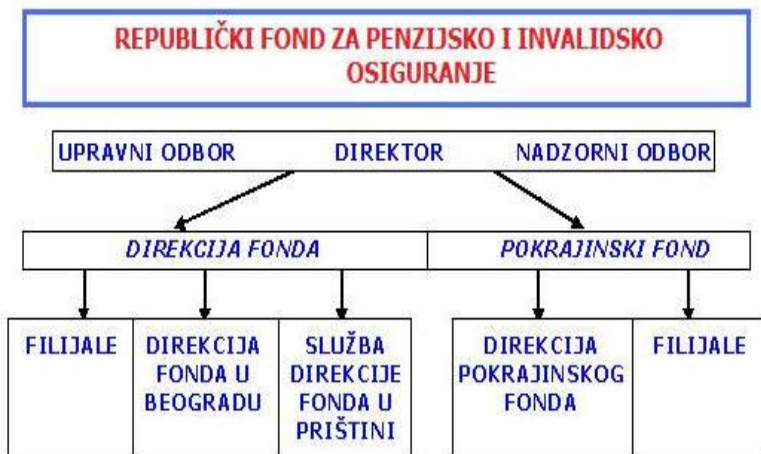 REPUBLIČKI FOND ZA PENZIJSKO I INVALIDSKO
OSIGURANJE
UPRAVNI ODBOR DIREKTOR NADZORNI ODBOR
DIREKCIJA FONDA POKRAJINSKI FOND
FILIJALE
DIREKCIJA
FONDA U
BEOGRADU
SLUŽBA
DIREKCIJE
FONDA U
PRIŠTINI
DIREKCIJA
POKRAJINSKOG
FONDA
FILIJALE